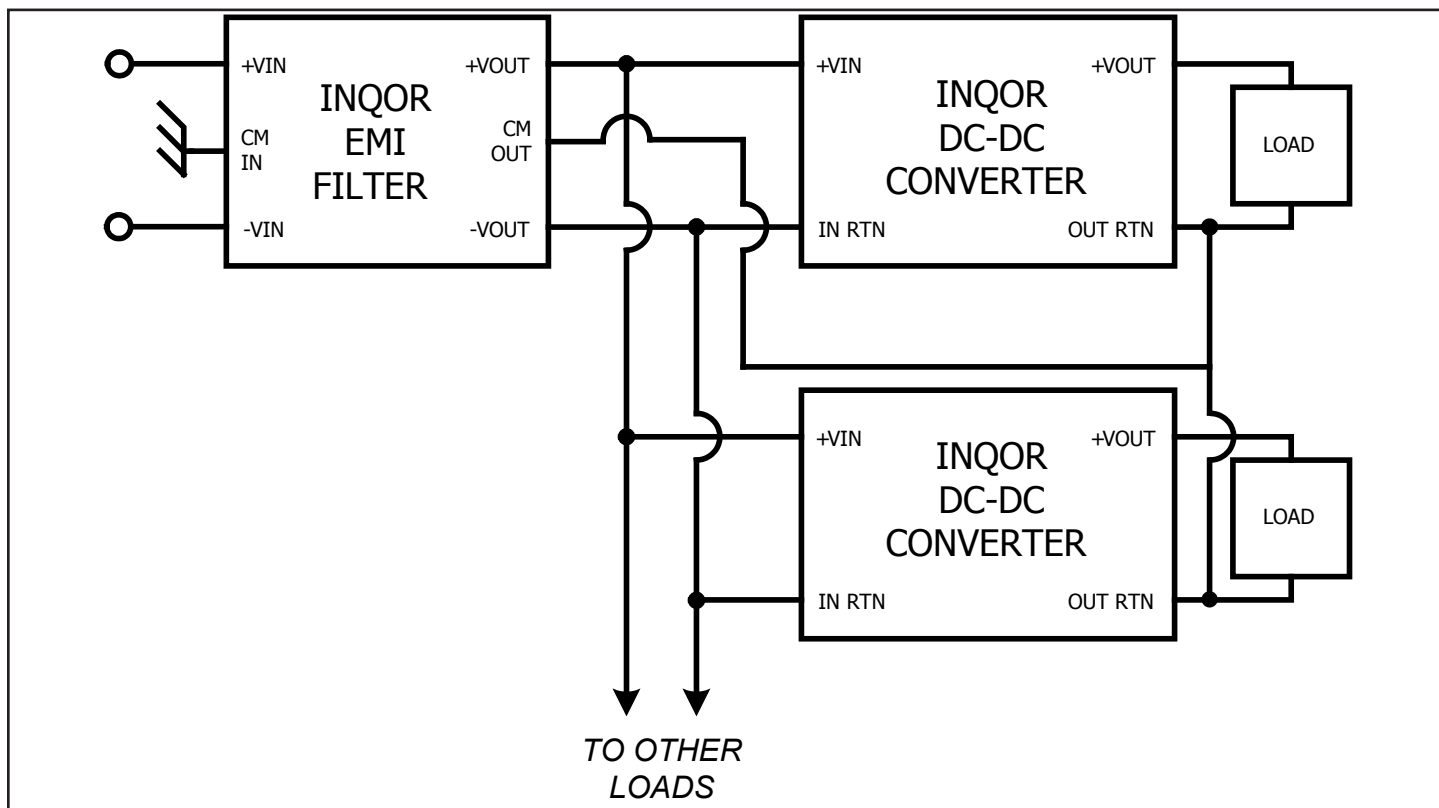 +VIN
CM
IN
-VIN
INQOR
EMI
FILTER
+VOUT
CM
OUT
-VOUT
+VIN
IN RTN
INQOR
DC-DC
CONVERTER
+VOUT
OUT RTN
LOAD
+VIN
IN RTN
INQOR
DC-DC
CONVERTER
+VOUT
OUT RTN
LOAD
TO OTHER
LOADS